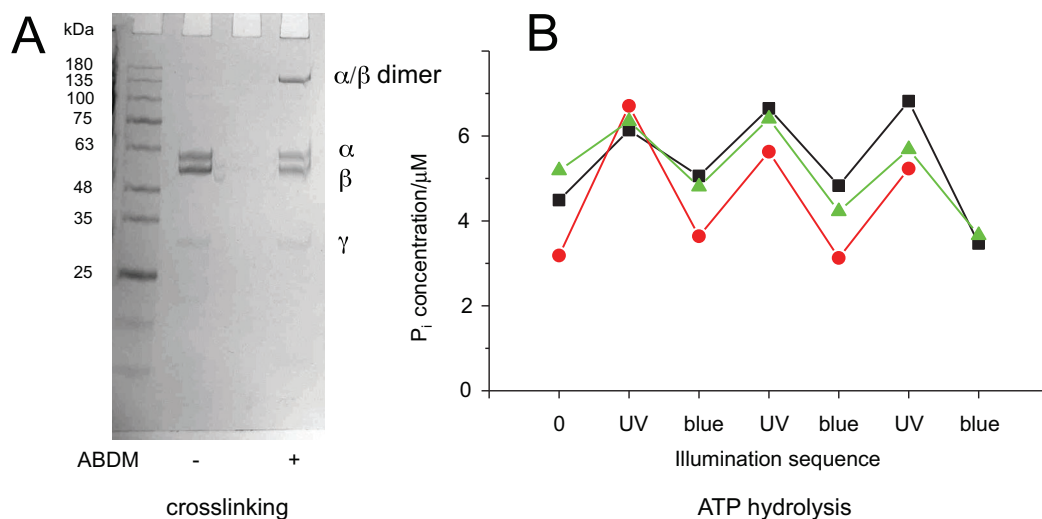 A
kDa
180
135
100
75
63
48
35
25
α/β dimer
α
β
γ
ABDM - +
crosslinking
B
Pi concentration/μM
6
4
2
0
0 UV blue UV blue UV blue
Illumination sequence
ATP hydrolysis